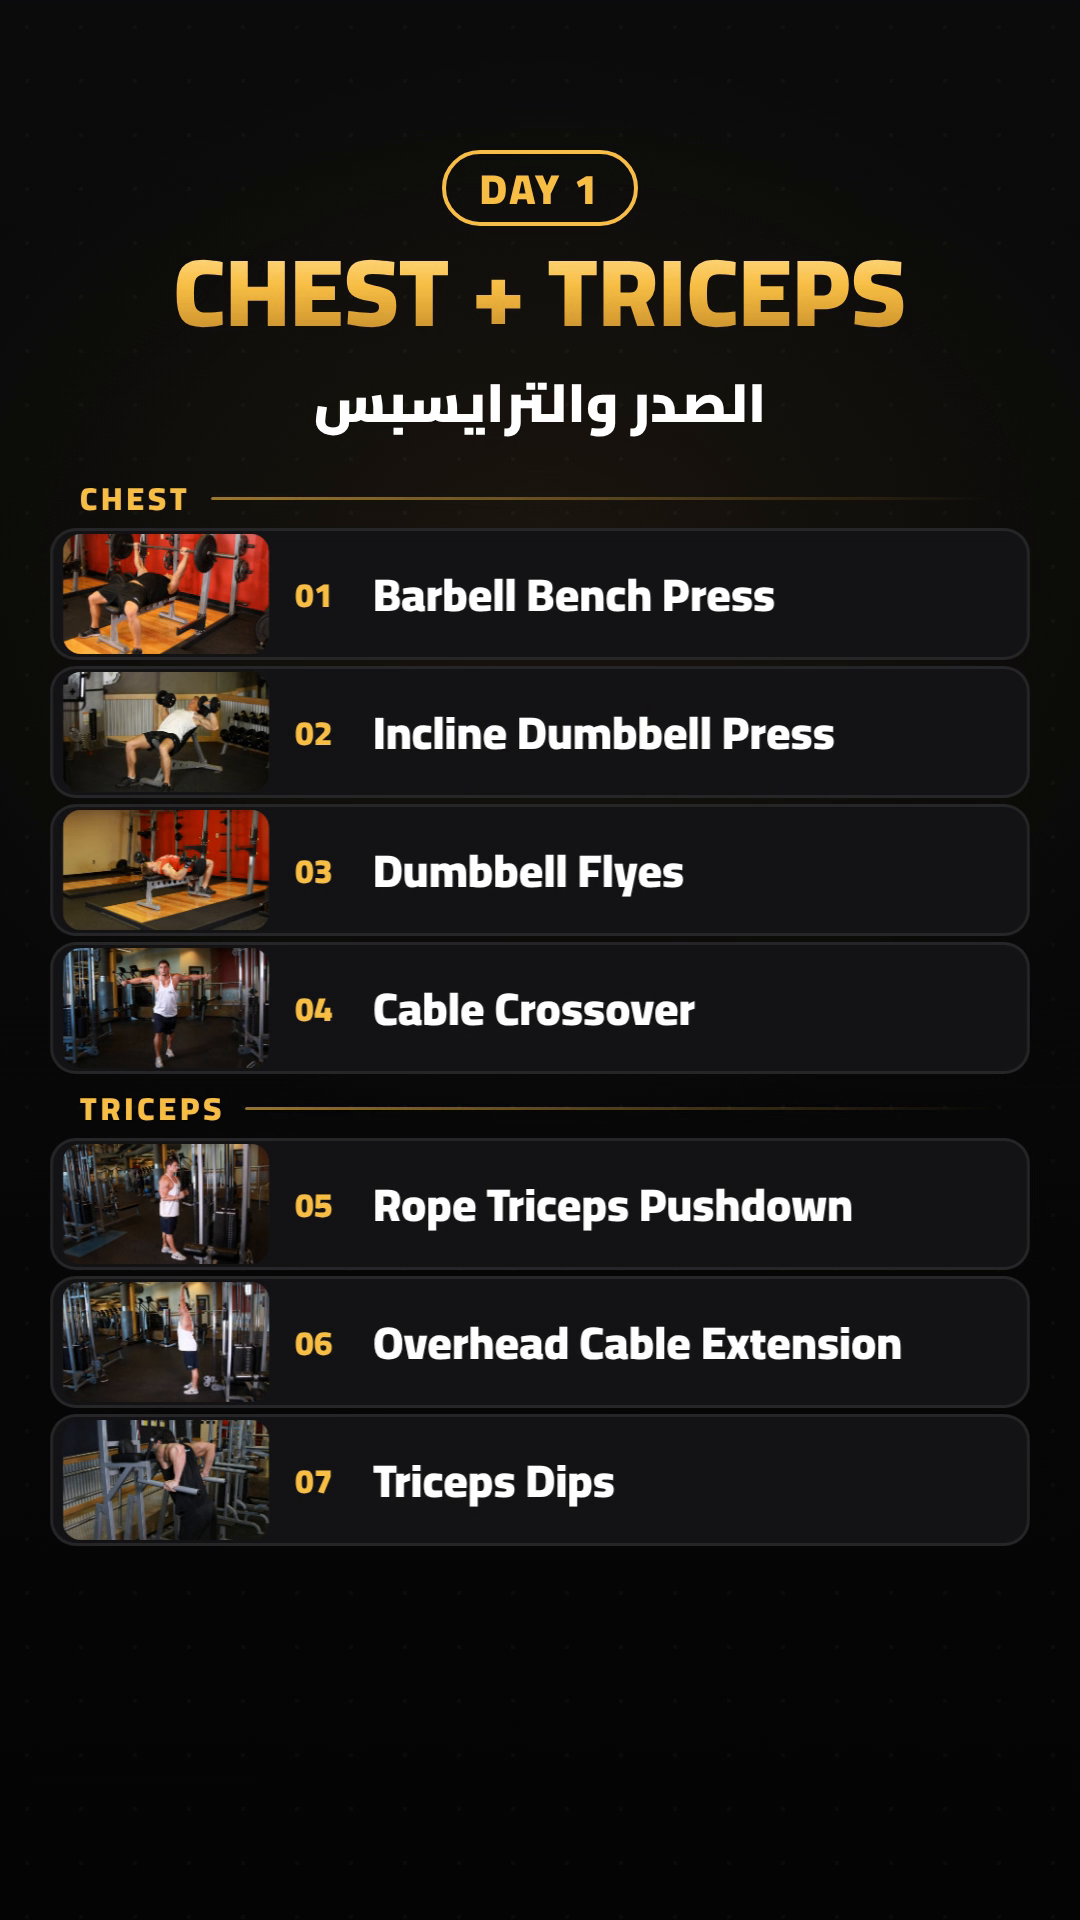 DAY 1
CHEST + TRICEPS
الصدر والترايسبس
CHEST
01 Barbell Bench Press
02 Incline Dumbbell Press
03 Dumbbell Flyes
04 Cable Crossover
TRICEPS
05 Rope Triceps Pushdown
06 Overhead Cable Extension
07 Triceps Dips